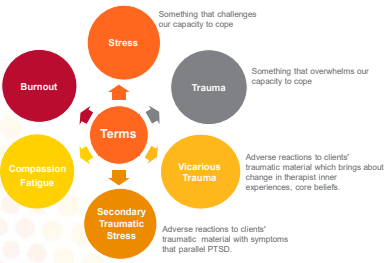 Something that challenges
our capacity to cope
Stress
Something that overwhelms our
capacity to cope
Trauma
Burnout
Terms
Adverse reactions to clients'
traumatic material which brings about
change in therapist inner
experiences, core beliefs.
Vicarious
Trauma
Compassion
Fatigue
Secondary
Traumatic
Stress
Adverse reactions to clients'
traumatic material with symptoms
that parallel PTSD.